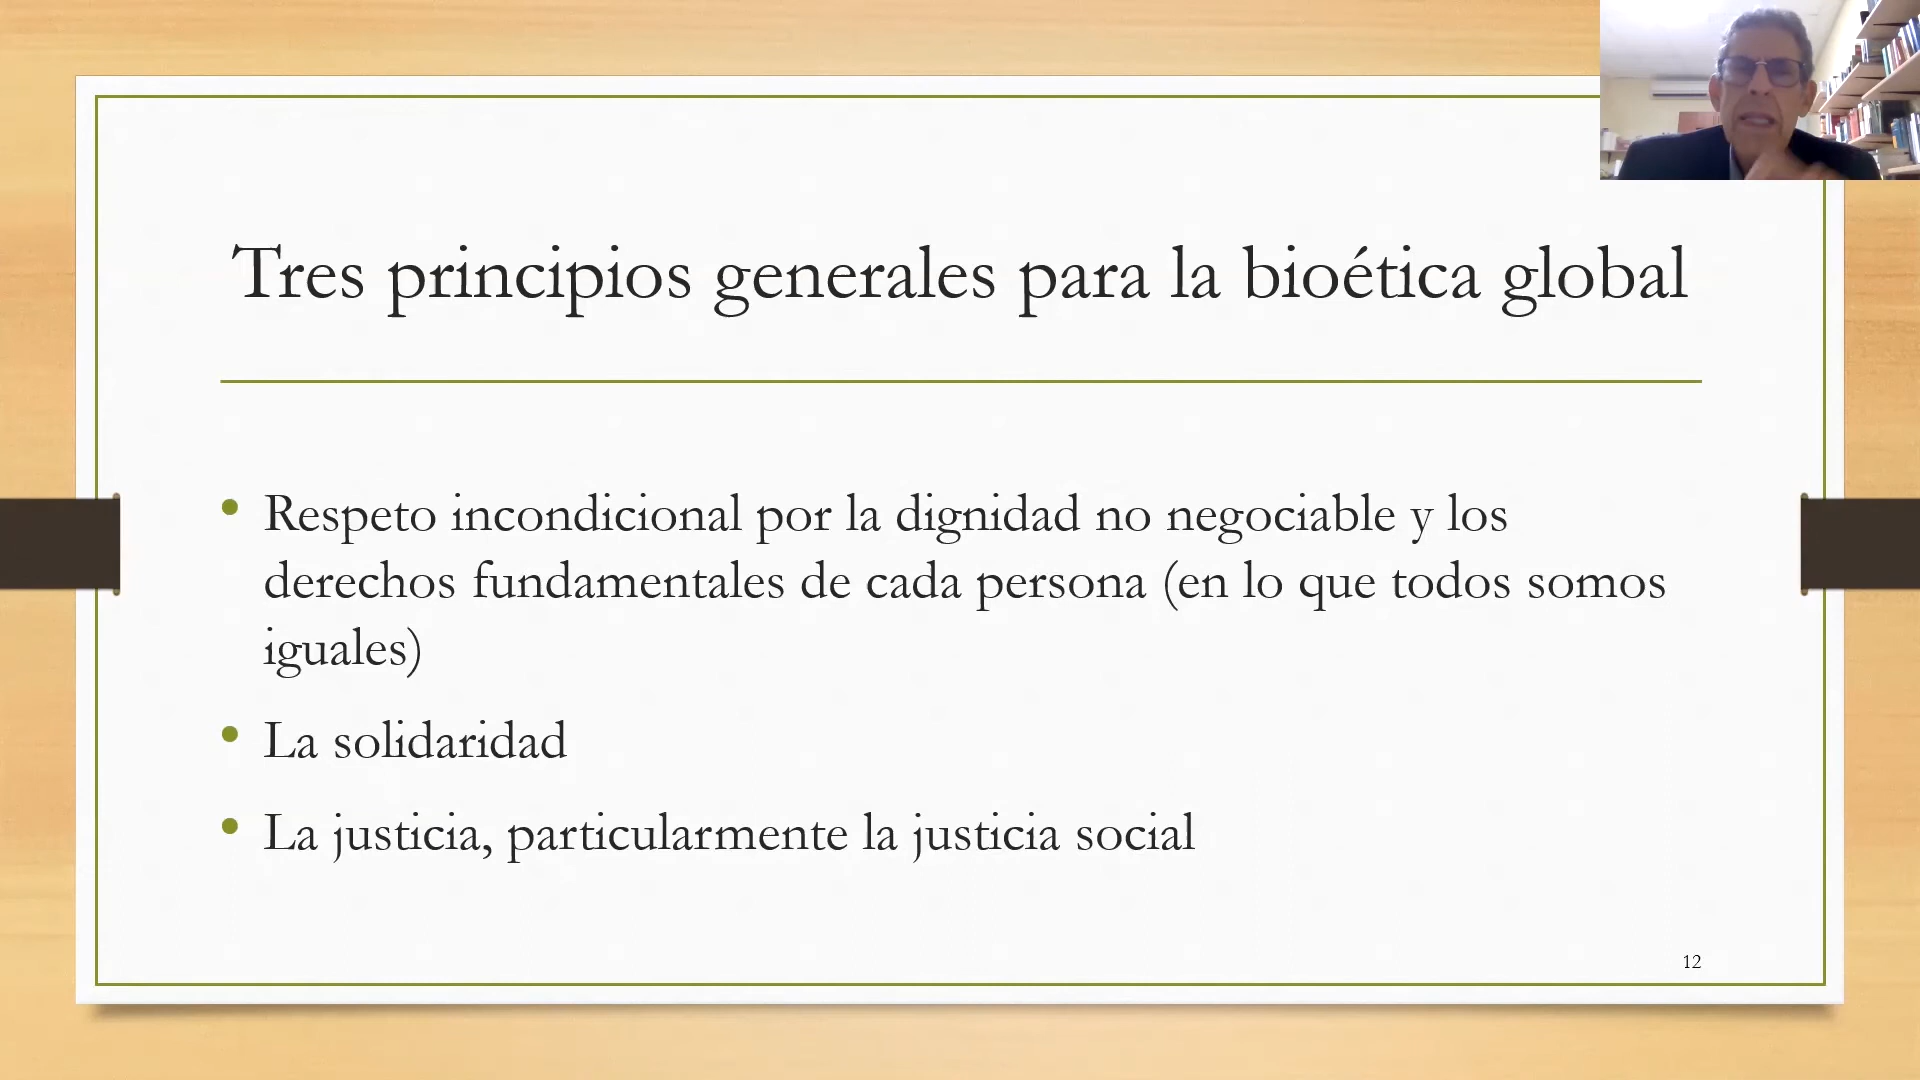 Tres principios generales para la bioética global
• Respeto incondicional por la dignidad no negociable y los
derechos fundamentales de cada persona (en lo que todos somos
iguales)
• La solidaridad
• La justicia, particularmente la justicia social
12